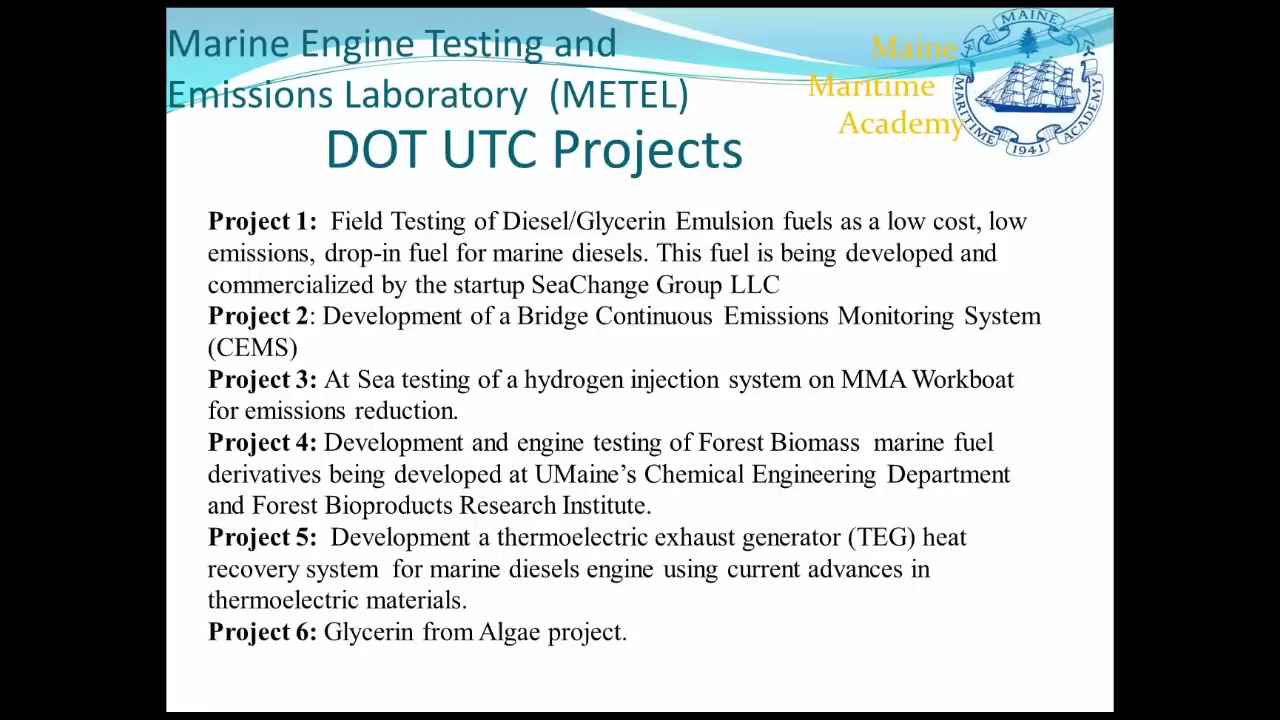 Marine Engine Testing and
Emissions Laboratory (METEL)
DOT UTC Projects
Maine
Maritime
Academy
MAINE
MARITIME
ACADEMY
1941
Project 1: Field Testing of Diesel/Glycerin Emulsion fuels as a low cost, low
emissions, drop-in fuel for marine diesels. This fuel is being developed and
commercialized by the startup SeaChange Group LLC
Project 2: Development of a Bridge Continuous Emissions Monitoring System
(CEMS)
Project 3: At Sea testing of a hydrogen injection system on MMA Workboat
for emissions reduction.
Project 4: Development and engine testing of Forest Biomass marine fuel
derivatives being developed at UMaine’s Chemical Engineering Department
and Forest Bioproducts Research Institute.
Project 5: Development a thermoelectric exhaust generator (TEG) heat
recovery system for marine diesels engine using current advances in
thermoelectric materials.
Project 6: Glycerin from Algae project.